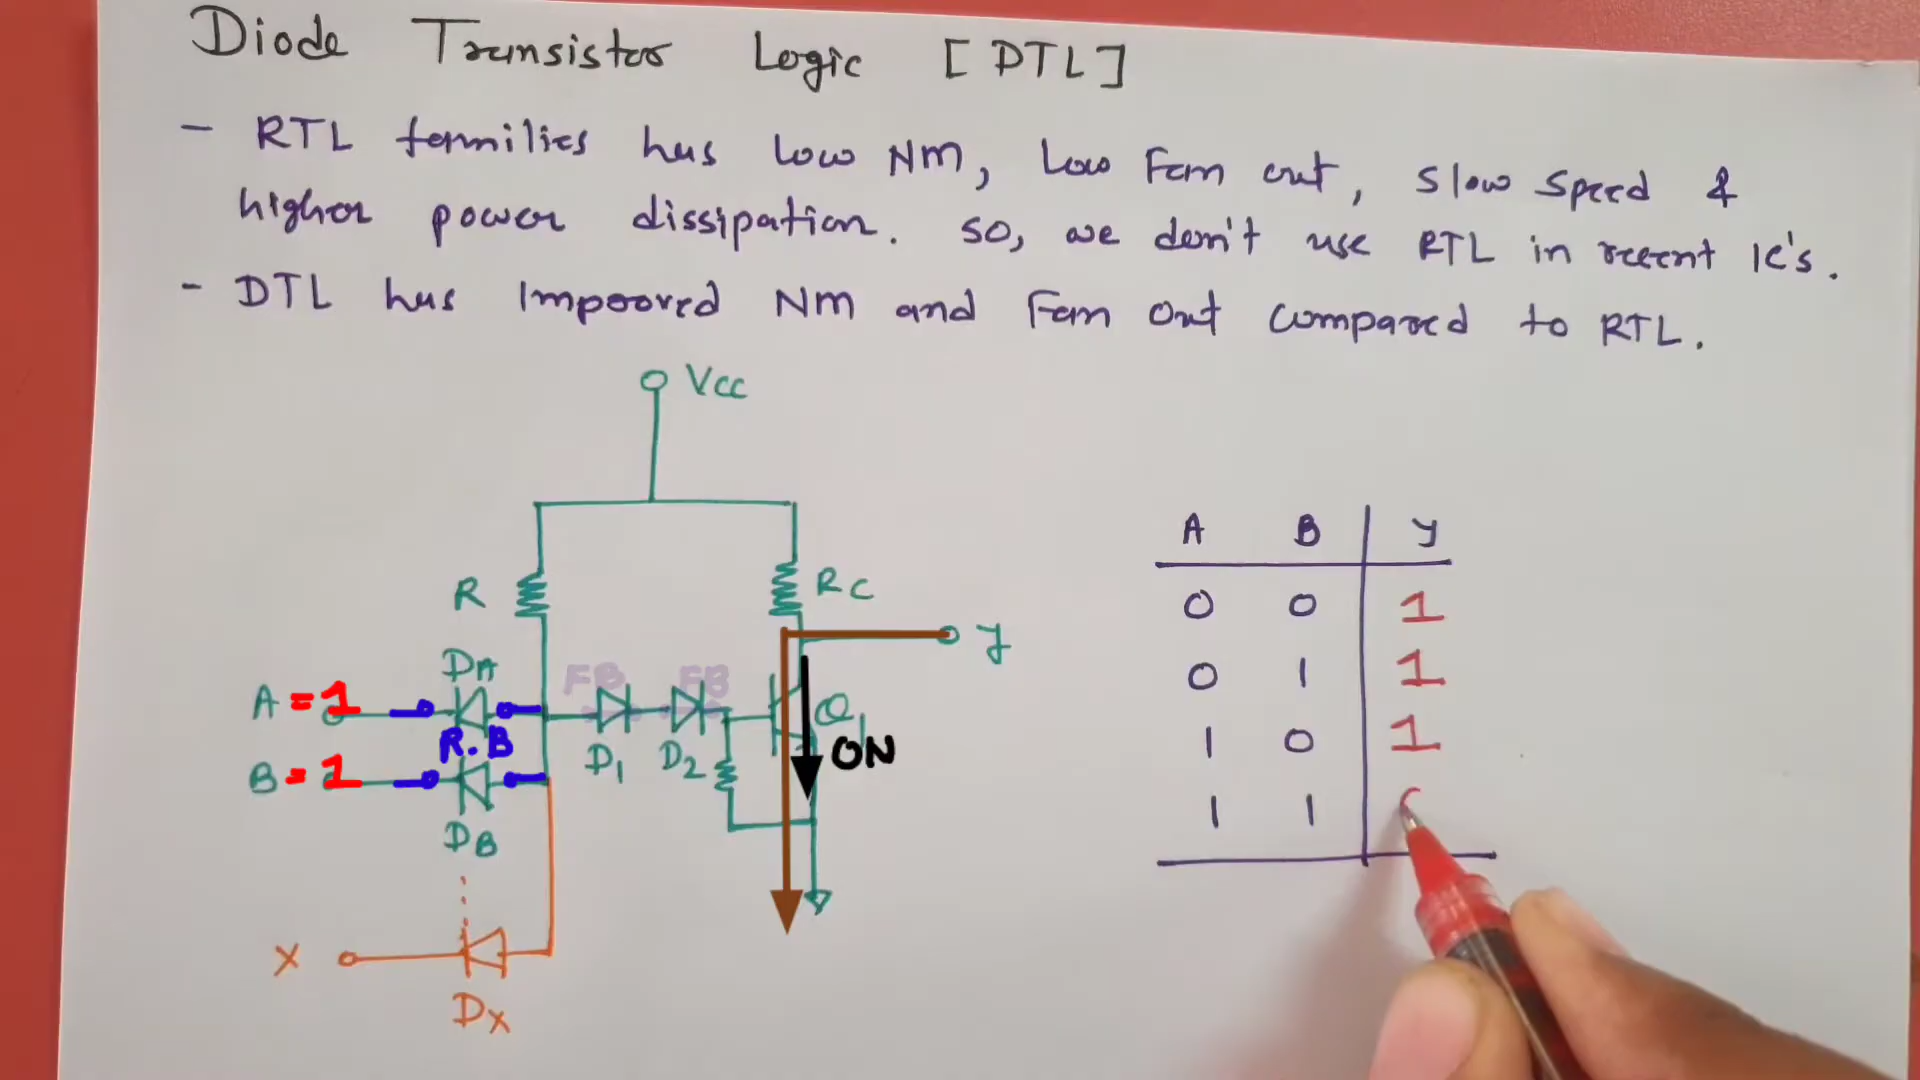 Diode Transistor Logic [DTL]
- RTL families has Low NM, Low Fan out, Slow Speed &
higher power dissipation. So, we don't use RTL in recent IC's.
- DTL has Improved NM and Fan Out compared to RTL.
Vcc
R
Rc
Y
DA
FB FB
A = 1
R.B
D1 D2
Q1
ON
B = 1
DB
X
DX
A B Y
0 0 1
0 1 1
1 0 1
1 1